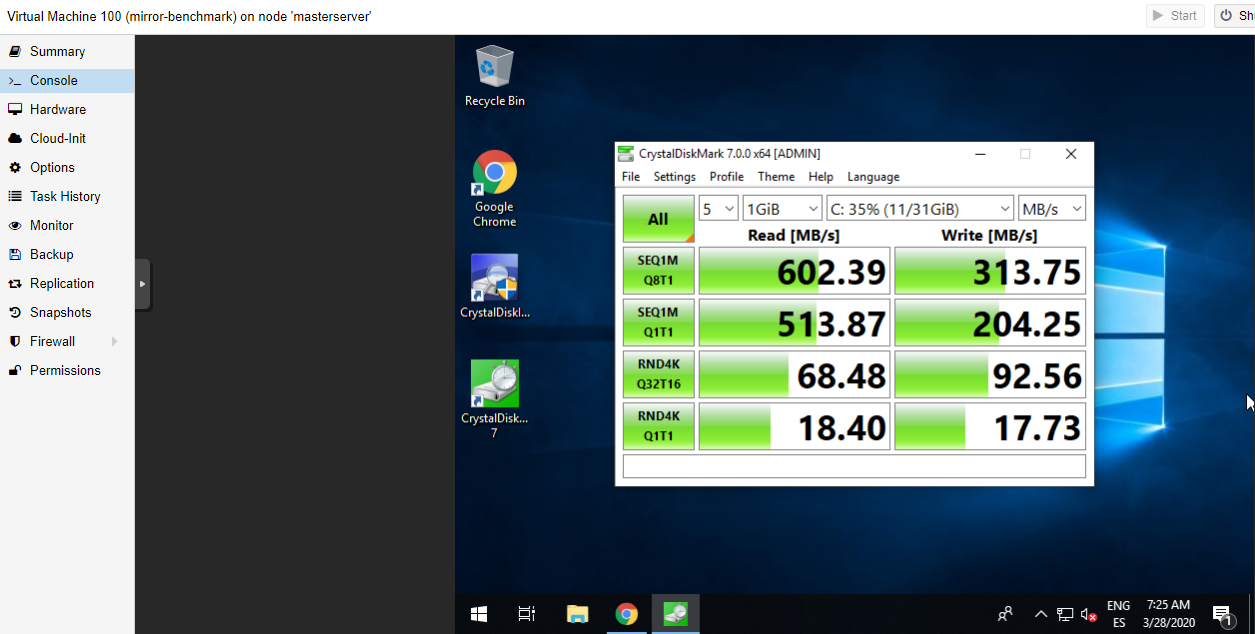 Virtual Machine 100 (mirror-benchmark) on node 'masterserver'
Start
Summary
Console
Hardware
Cloud-Init
Options
Task History
Monitor
Backup
Replication
Snapshots
Firewall
Permissions
Recycle Bin
Google
Chrome
CrystalDiskI...
CrystalDisk...
7
CrystalDiskMark 7.0.0 x64 [ADMIN]
File Settings Profile Theme Help Language
All 5 1GiB C: 35% (11/31GiB) MB/s
Read [MB/s] Write [MB/s]
SEQ1M
Q8T1
602.39 313.75
SEQ1M
Q1T1
513.87 204.25
RND4K
Q32T16
68.48 92.56
RND4K
Q1T1
18.40 17.73
ENG 7:25 AM
ES 3/28/2020
1